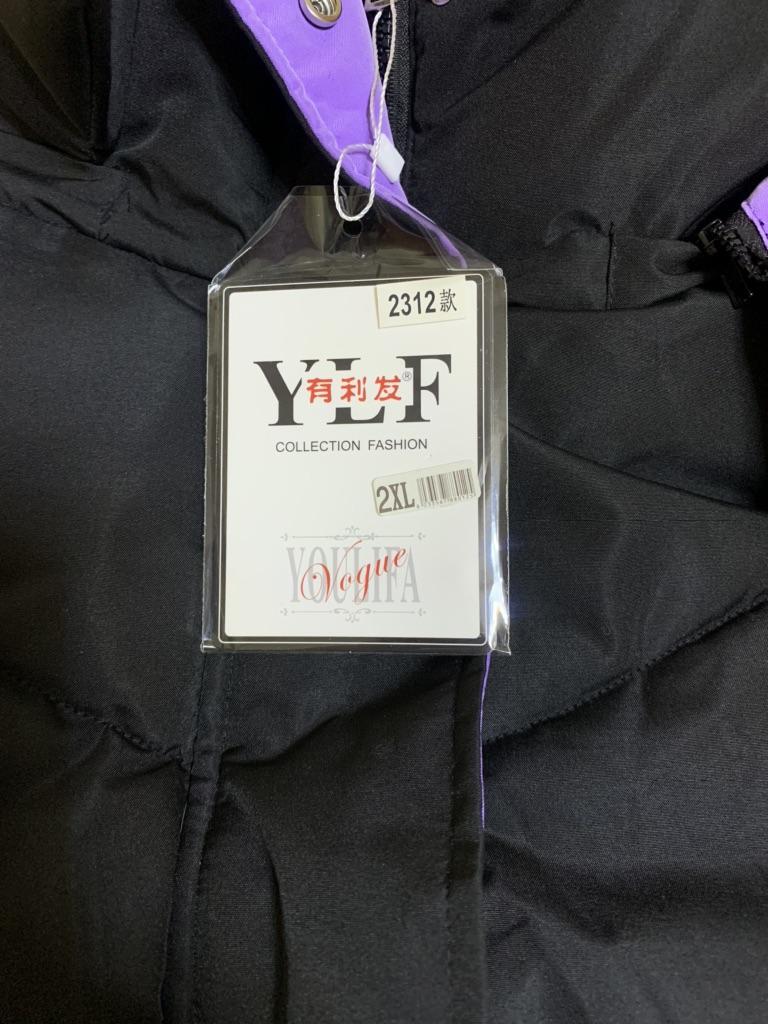 2312款
YLF
有利发®
COLLECTION FASHION
2XL
YOULIFA
Vogue